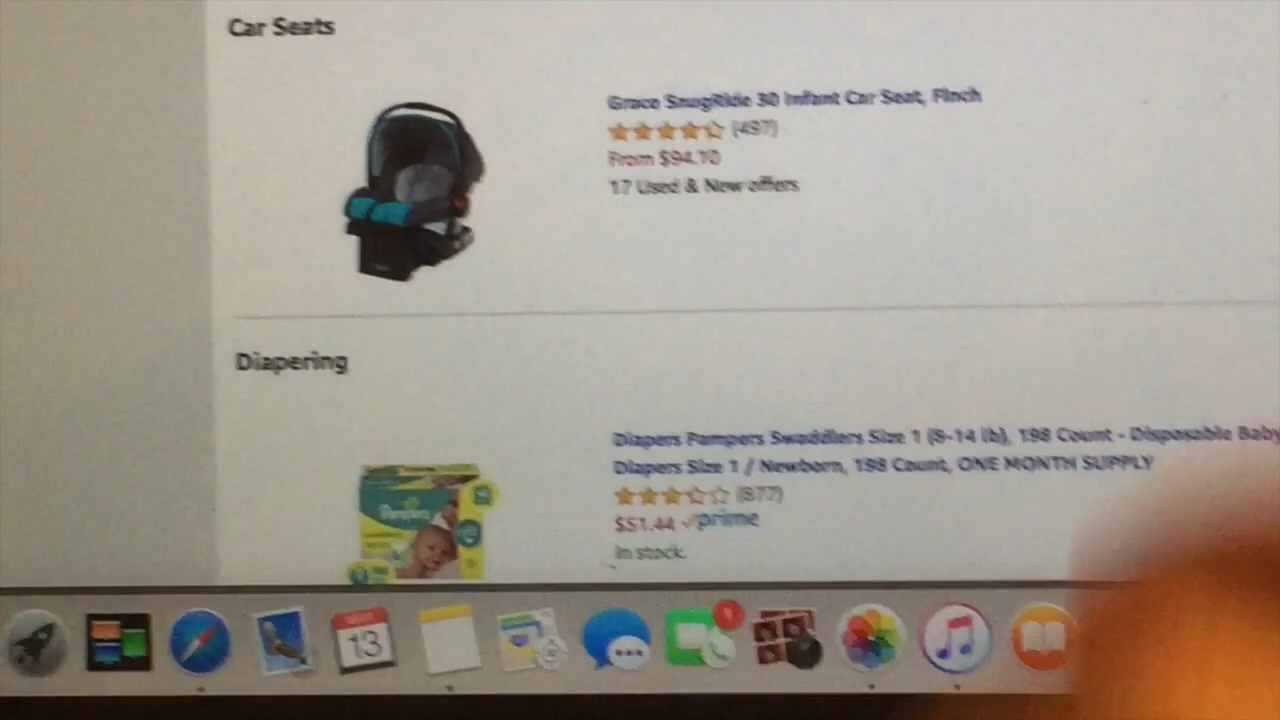 Car Seats
Graco SnugRide 30 Infant Car Seat, Finch
(497)
From $94.10
17 Used & New offers
Diapering
Diapers Pampers Swaddlers Size 1 (8-14 lb), 198 Count - Disposable Baby
Diapers Size 1 / Newborn, 198 Count, ONE MONTH SUPPLY
(877)
$51.44 prime
In stock.
Pampers
13